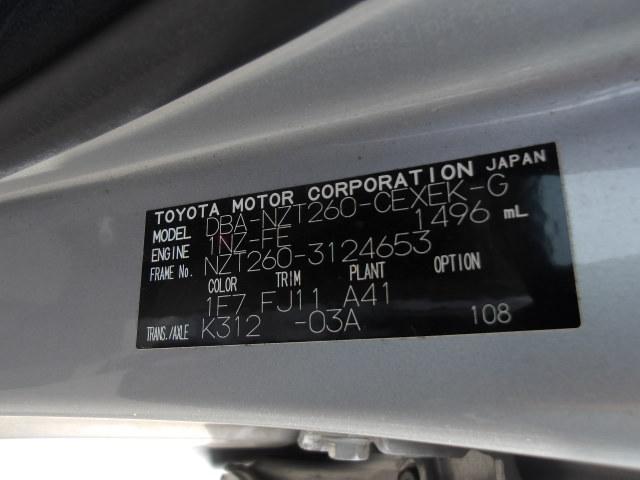 TOYOTA MOTOR CORPORATION JAPAN
MODEL DBA-NZT260-CEXEK-G
ENGINE 1NZ-FE 1496 mL
FRAME No. NZT260-3124653
COLOR TRIM PLANT OPTION
1E7 FJ11 A41
TRANS./AXLE K312 -03A 108